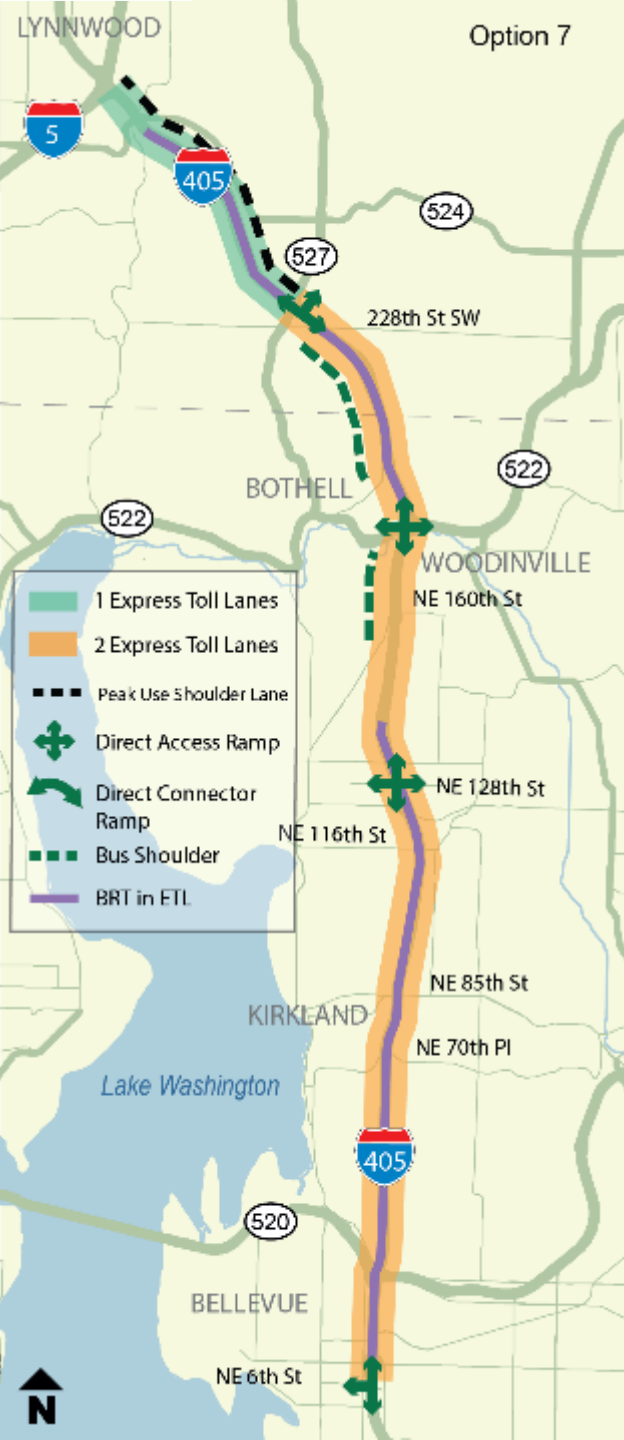 LYNNWOOD
Option 7
5
405
524
527
228th St SW
522
BOTHELL
522
WOODINVILLE
NE 160th St
1 Express Toll Lanes
2 Express Toll Lanes
Peak Use Shoulder Lane
Direct Access Ramp
Direct Connector
Ramp
Bus Shoulder
BRT in ETL
NE 128th St
NE 116th St
NE 85th St
KIRKLAND
NE 70th Pl
Lake Washington
405
520
BELLEVUE
NE 6th St
N